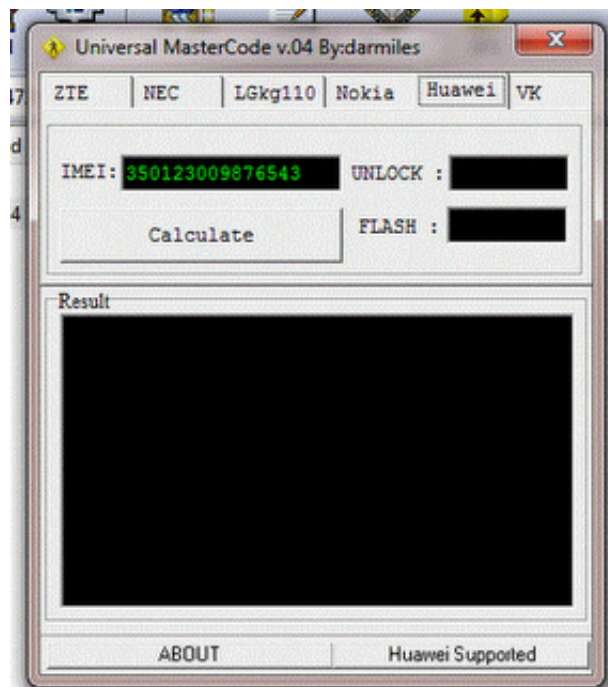 Universal MasterCode v.04 By:darmiles
ZTE NEC LGkg110 Nokia Huawei VK
IMEI: 350123009876543 UNLOCK :
Calculate FLASH :
Result
ABOUT Huawei Supported